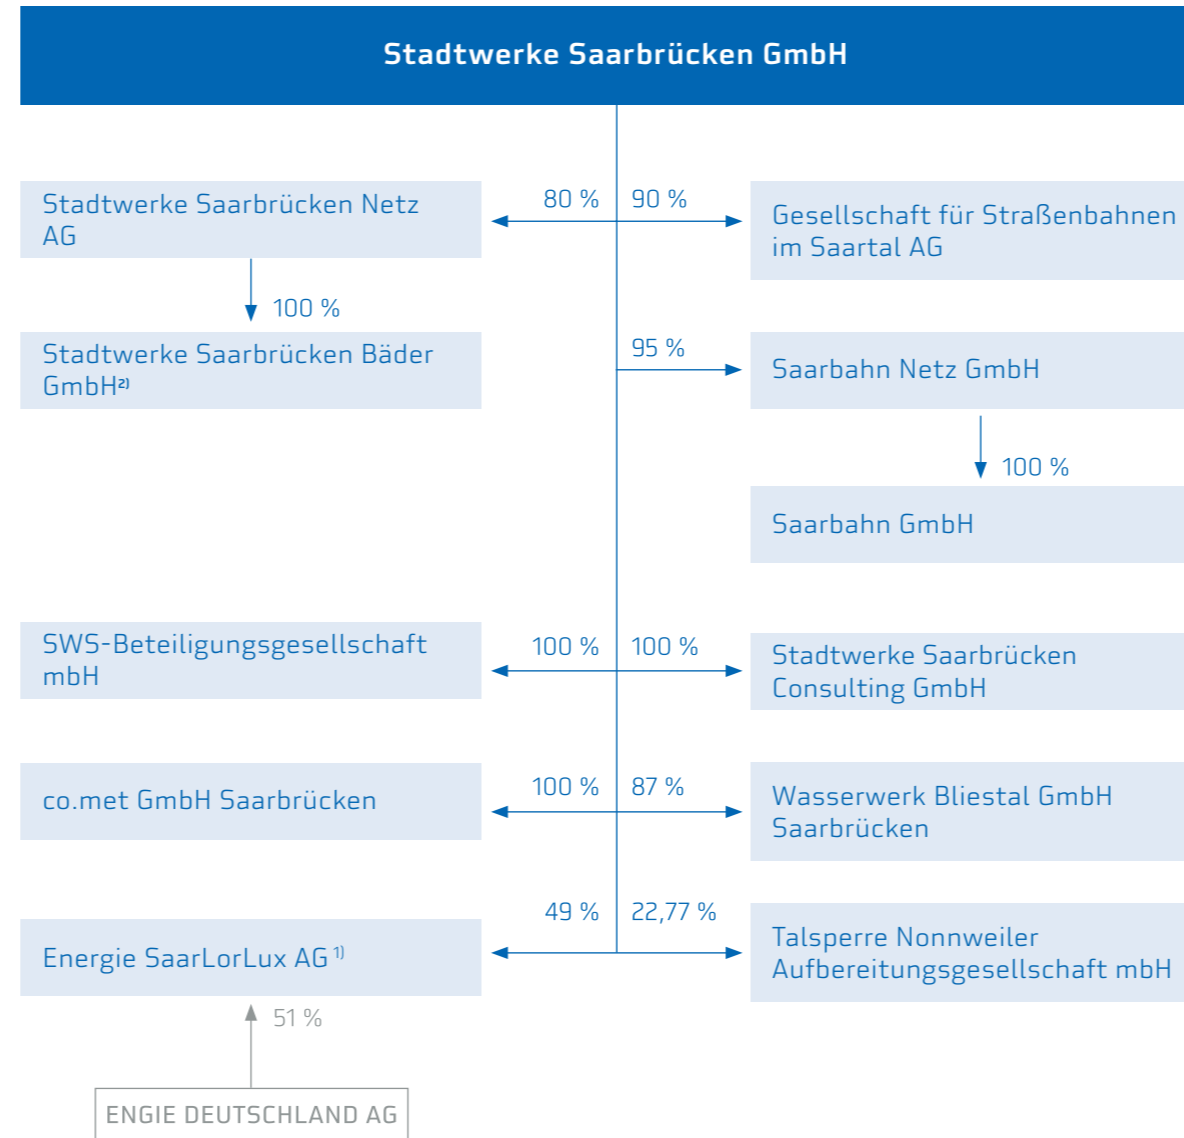 Stadtwerke Saarbrücken GmbH
80 % 90 %
Stadtwerke Saarbrücken Netz
AG
Gesellschaft für Straßenbahnen
im Saartal AG
100 %
Stadtwerke Saarbrücken Bäder
GmbH²⁾
95 %
Saarbahn Netz GmbH
100 %
Saarbahn GmbH
SWS-Beteiligungsgesellschaft
mbH
100 % 100 %
Stadtwerke Saarbrücken
Consulting GmbH
co.met GmbH Saarbrücken
100 % 87 %
Wasserwerk Bliestal GmbH
Saarbrücken
49 % 22,77 %
Energie SaarLorLux AG ¹⁾
Talsperre Nonnweiler
Aufbereitungsgesellschaft mbH
51 %
ENGIE DEUTSCHLAND AG